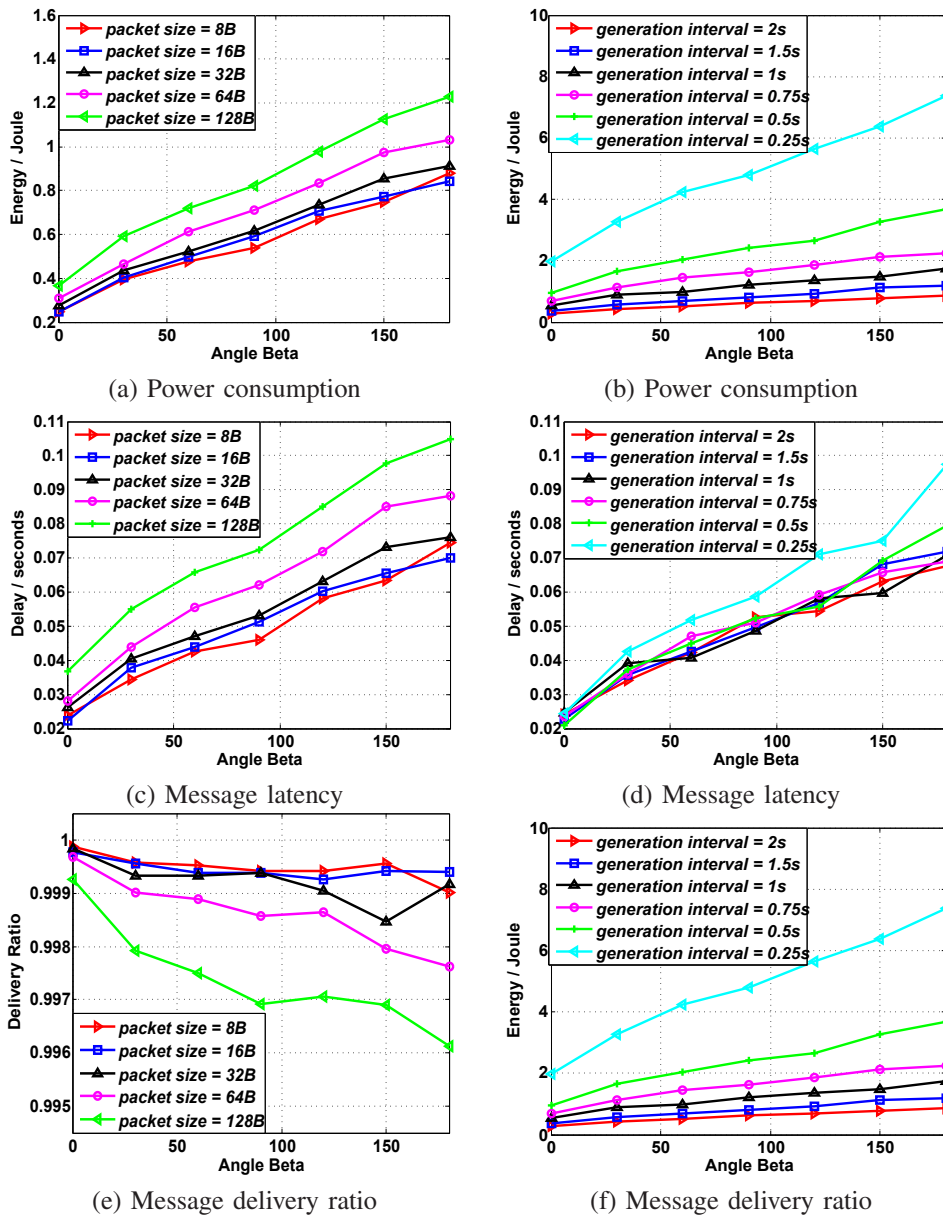 1.6
1.4
1.2
1
0.8
0.6
0.4
0.2
Energy / Joule
packet size = 8B
packet size = 16B
packet size = 32B
packet size = 64B
packet size = 128B
0
50
100
150
Angle Beta
(a) Power consumption
10
8
6
4
2
0
Energy / Joule
generation interval = 2s
generation interval = 1.5s
generation interval = 1s
generation interval = 0.75s
generation interval = 0.5s
generation interval = 0.25s
0
50
100
150
Angle Beta
(b) Power consumption
0.11
0.1
0.09
0.08
0.07
0.06
0.05
0.04
0.03
0.02
Delay / seconds
packet size = 8B
packet size = 16B
packet size = 32B
packet size = 64B
packet size = 128B
0
50
100
150
Angle Beta
(c) Message latency
0.11
0.1
0.09
0.08
0.07
0.06
0.05
0.04
0.03
0.02
Delay / seconds
generation interval = 2s
generation interval = 1.5s
generation interval = 1s
generation interval = 0.75s
generation interval = 0.5s
generation interval = 0.25s
0
50
100
150
Angle Beta
(d) Message latency
1
0.999
0.998
0.997
0.996
0.995
Delivery Ratio
packet size = 8B
packet size = 16B
packet size = 32B
packet size = 64B
packet size = 128B
0
50
100
150
Angle Beta
(e) Message delivery ratio
10
8
6
4
2
0
Energy / Joule
generation interval = 2s
generation interval = 1.5s
generation interval = 1s
generation interval = 0.75s
generation interval = 0.5s
generation interval = 0.25s
0
50
100
150
Angle Beta
(f) Message delivery ratio